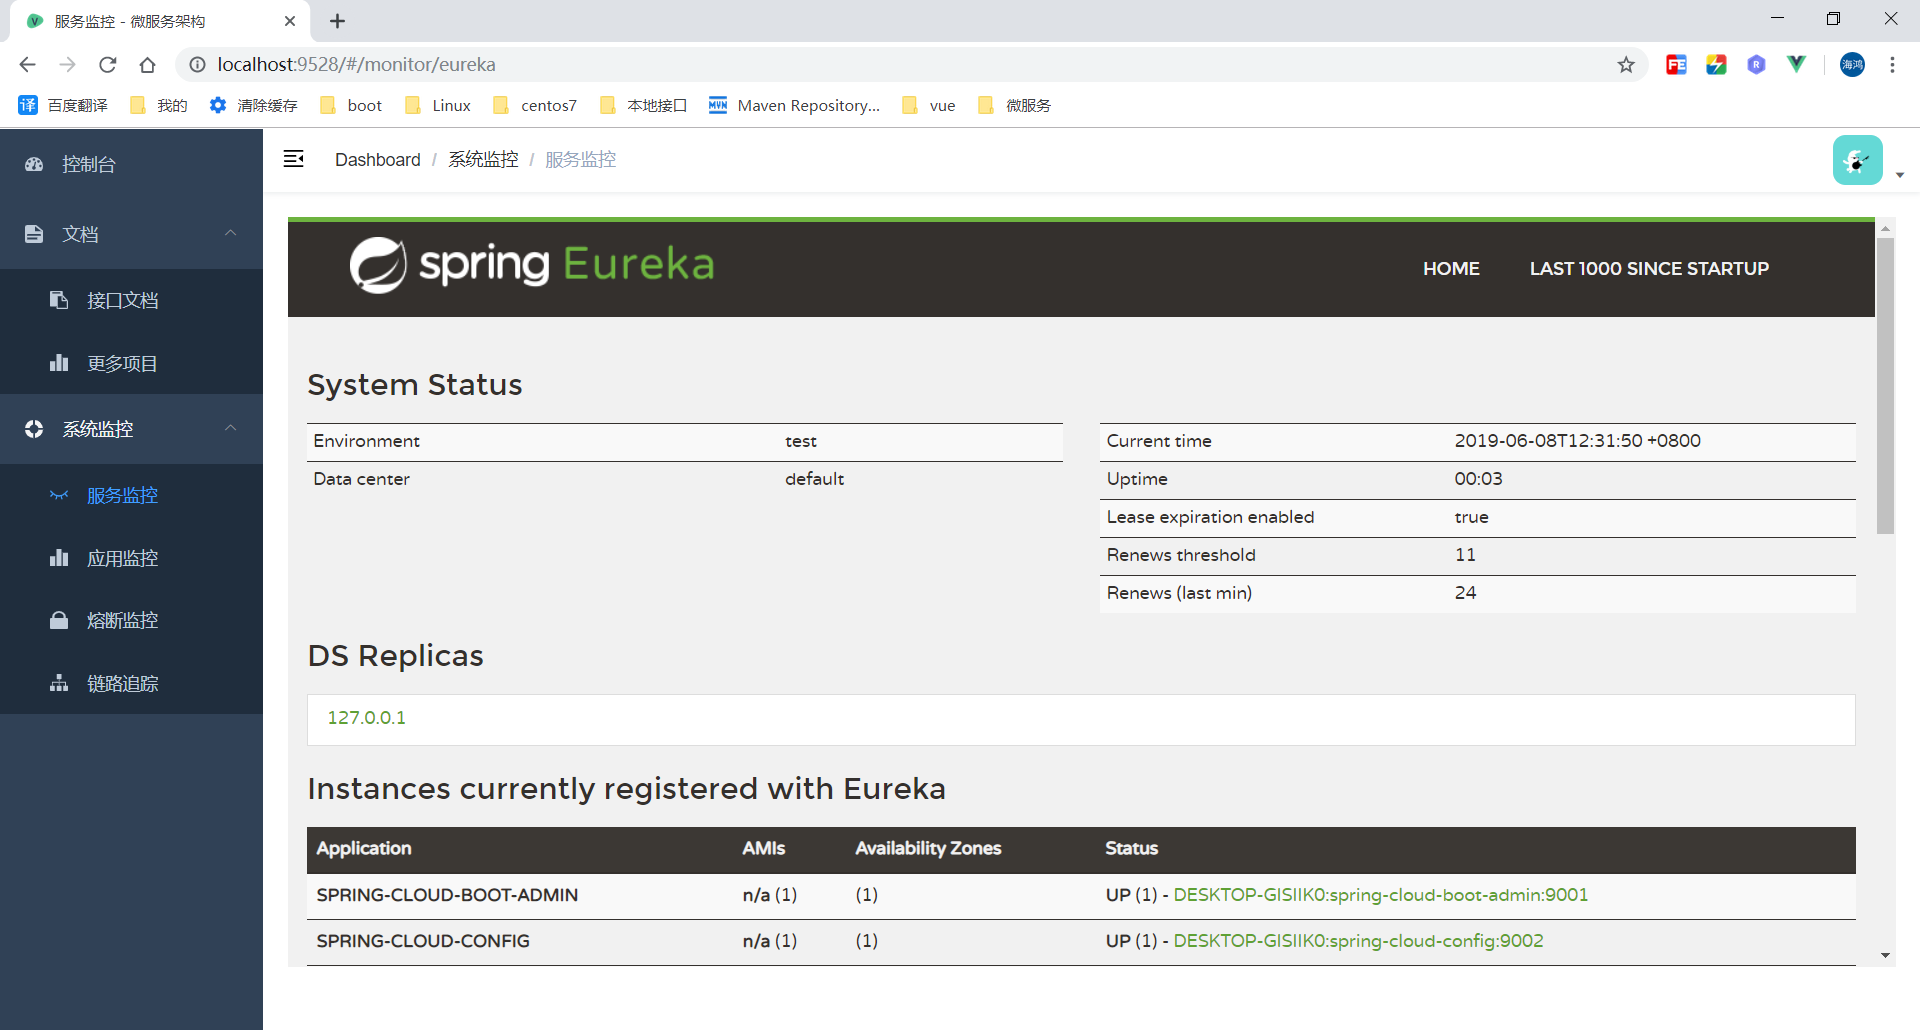 服务监控 - 微服务架构
localhost:9528/#/monitor/eureka
FE
R
海鸿
译 百度翻译 我的 清除缓存 boot Linux centos7 本地接口 MVN Maven Repository... vue 微服务
控制台
文档
接口文档
更多项目
系统监控
服务监控
应用监控
熔断监控
链路追踪
Dashboard / 系统监控 / 服务监控
spring Eureka
HOME LAST 1000 SINCE STARTUP
System Status
Environment test
Data center default
Current time 2019-06-08T12:31:50 +0800
Uptime 00:03
Lease expiration enabled true
Renews threshold 11
Renews (last min) 24
DS Replicas
127.0.0.1
Instances currently registered with Eureka
Application AMIs Availability Zones Status
SPRING-CLOUD-BOOT-ADMIN n/a (1) (1) UP (1) - DESKTOP-GISIIK0:spring-cloud-boot-admin:9001
SPRING-CLOUD-CONFIG n/a (1) (1) UP (1) - DESKTOP-GISIIK0:spring-cloud-config:9002